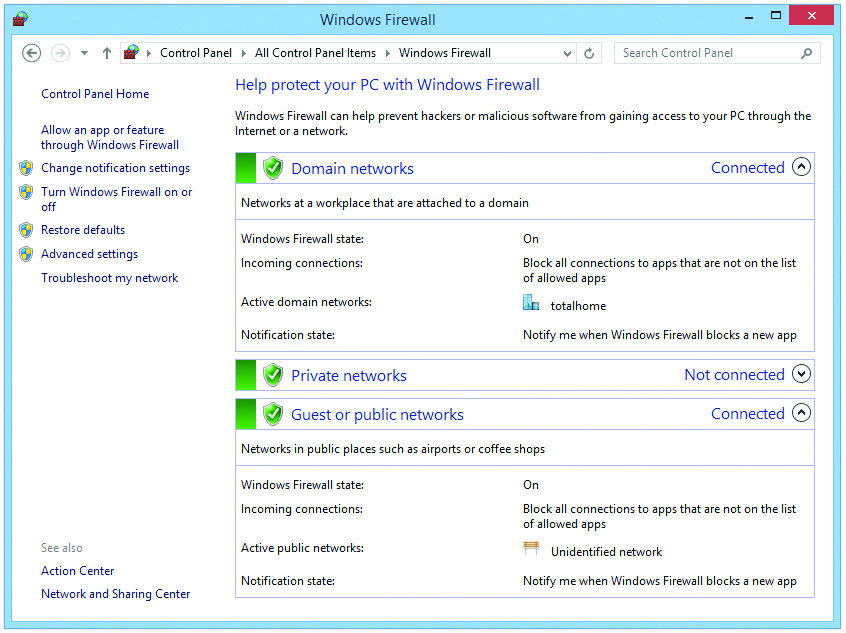 Windows Firewall
Control Panel
All Control Panel Items
Windows Firewall
Search Control Panel
Control Panel Home
Allow an app or feature
through Windows Firewall
Change notification settings
Turn Windows Firewall on or
off
Restore defaults
Advanced settings
Troubleshoot my network
See also
Action Center
Network and Sharing Center
Help protect your PC with Windows Firewall
Windows Firewall can help prevent hackers or malicious software from gaining access to your PC through the
Internet or a network.
Domain networks Connected
Networks at a workplace that are attached to a domain
Windows Firewall state: On
Incoming connections: Block all connections to apps that are not on the list
of allowed apps
Active domain networks: totalhome
Notification state: Notify me when Windows Firewall blocks a new app
Private networks Not connected
Guest or public networks Connected
Networks in public places such as airports or coffee shops
Windows Firewall state: On
Incoming connections: Block all connections to apps that are not on the list
of allowed apps
Active public networks: Unidentified network
Notification state: Notify me when Windows Firewall blocks a new app